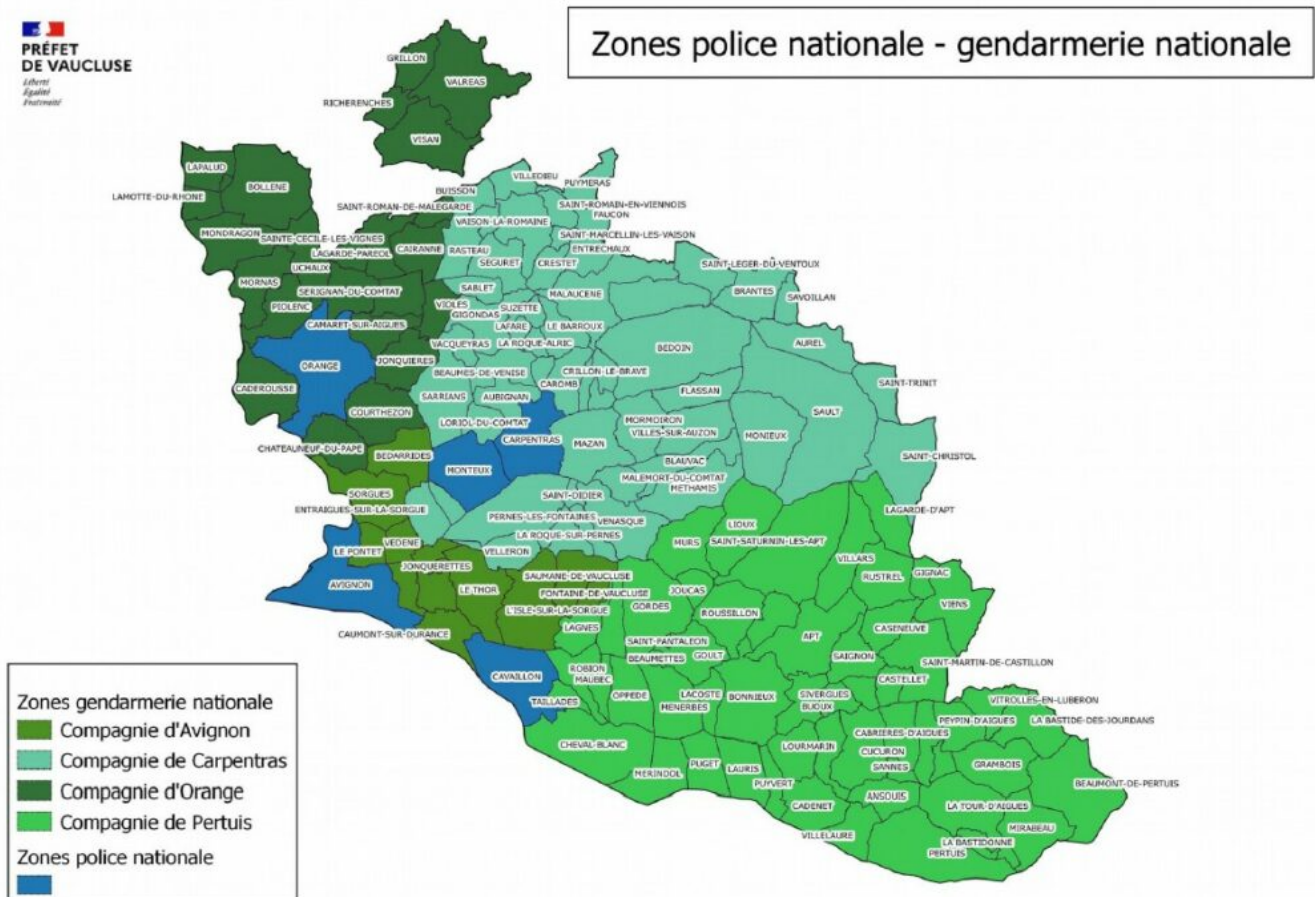 PRÉFET
DE VAUCLUSE
Liberté
Égalité
Fraternité
Zones police nationale - gendarmerie nationale
GRILLON
VALREAS
RICHERENCHES
VISAN
LAPALUD
BOLLENE
LAMOTTE-DU-RHONE
BUISSON
VILLEDIEU
PUYMERAS
SAINT-ROMAN-DE-MALEGARDE
SAINT-ROMAIN-EN-VIENNOIS
FAUCON
VAISON-LA-ROMAINE
MONDRAGON
SAINTE-CECILE-LES-VIGNES
SAINT-MARCELLIN-LES-VAISON
LAGARDE-PAREOL
CAIRANNE
RASTEAU
ENTRECHAUX
UCHAUX
SEGURET
CRESTET
SAINT-LEGER-DU-VENTOUX
MORNAS
SERIGNAN-DU-COMTAT
SABLET
MALAUCENE
BRANTES
SAVOILLAN
PIOLENC
VIOLES
GIGONDAS
SUZETTE
CAMARET-SUR-AIGUES
LAFARE
LE BARROUX
VACQUEYRAS
LA ROQUE-ALRIC
BEDOIN
AUREL
ORANGE
JONQUIERES
BEAUMES-DE-VENISE
CRILLON-LE-BRAVE
CADEROUSSE
CAROMB
FLASSAN
SAINT-TRINIT
SARRIANS
AUBIGNAN
COURTHEZON
LORIOL-DU-COMTAT
MORMOIRON
SAULT
CHATEAUNEUF-DU-PAPE
CARPENTRAS
MAZAN
VILLES-SUR-AUZON
MONIEUX
BEDARRIDES
MONTEUX
BLAUVAC
SAINT-CHRISTOL
MALEMORT-DU-COMTAT
METHAMIS
SORGUES
SAINT-DIDIER
ENTRAIGUES-SUR-LA-SORGUE
PERNES-LES-FONTAINES
VENASQUE
LAGARDE-D'APT
LIOUX
LA ROQUE-SUR-PERNES
MURS
SAINT-SATURNIN-LES-APT
LE PONTET
VEDENE
VELLERON
VILLARS
JONQUERETTES
SAUMANE-DE-VAUCLUSE
RUSTREL
GIGNAC
AVIGNON
LE THOR
FONTAINE-DE-VAUCLUSE
JOUCAS
L'ISLE-SUR-LA-SORGUE
GORDES
ROUSSILLON
VIENS
CAUMONT-SUR-DURANCE
LAGNES
APT
CASENEUVE
SAINT-PANTALEON
BEAUMETTES
GOULT
SAIGNON
SAINT-MARTIN-DE-CASTILLON
CAVAILLON
ROBION
MAUBEC
CASTELLET
TAILLADES
OPPEDE
LACOSTE
MENERBES
BONNIEUX
SIVERGUES
BUOUX
VITROLLES-EN-LUBERON
PEYPIN-D'AIGUES
LA BASTIDE-DES-JOURDANS
CABRIERES-D'AIGUES
CHEVAL-BLANC
LOURMARIN
CUCURON
SANNES
GRAMBOIS
MERINDOL
PUGET
LAURIS
PUYVERT
BEAUMONT-DE-PERTUIS
CADENET
ANSOUIS
LA TOUR-D'AIGUES
VILLELAURE
MIRABEAU
LA BASTIDONNE
PERTUIS
Zones gendarmerie nationale
Compagnie d'Avignon
Compagnie de Carpentras
Compagnie d'Orange
Compagnie de Pertuis
Zones police nationale